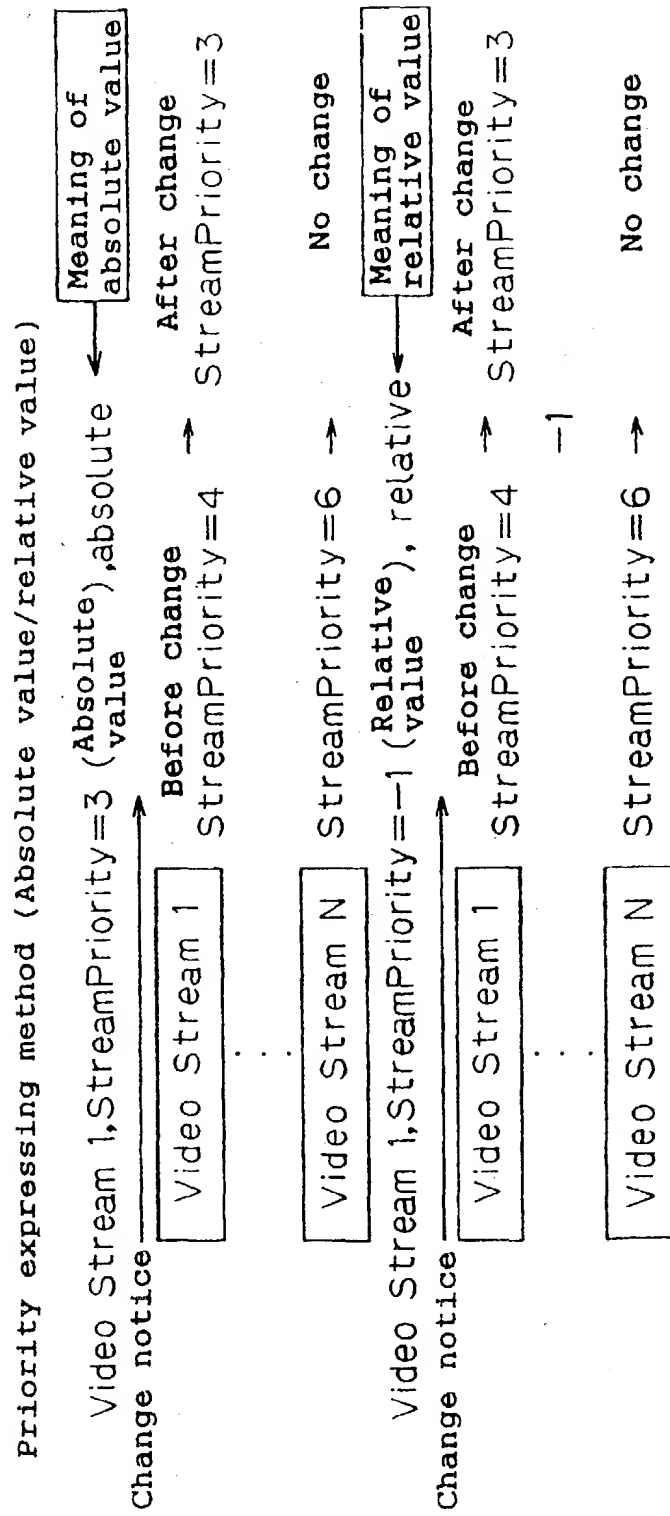 Priority expressing method (Absolute value/relative value)
Video Stream 1,StreamPriority=3 (Absolute value),absolute
Meaning of
absolute value
Change notice
Before change
After change
Video Stream 1
StreamPriority=4 → StreamPriority=3
. . .
Video Stream N
StreamPriority=6 → No change
Video Stream 1,StreamPriority=−1 (Relative value), relative
Meaning of
relative value
Change notice
Before change
After change
Video Stream 1
StreamPriority=4 → StreamPriority=3
−1
. . .
Video Stream N
StreamPriority=6 → No change